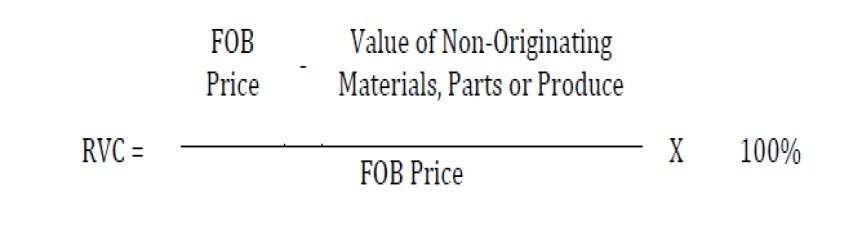 FOB Value of Non-Originating
Price - Materials, Parts or Produce
RVC = X 100%
FOB Price